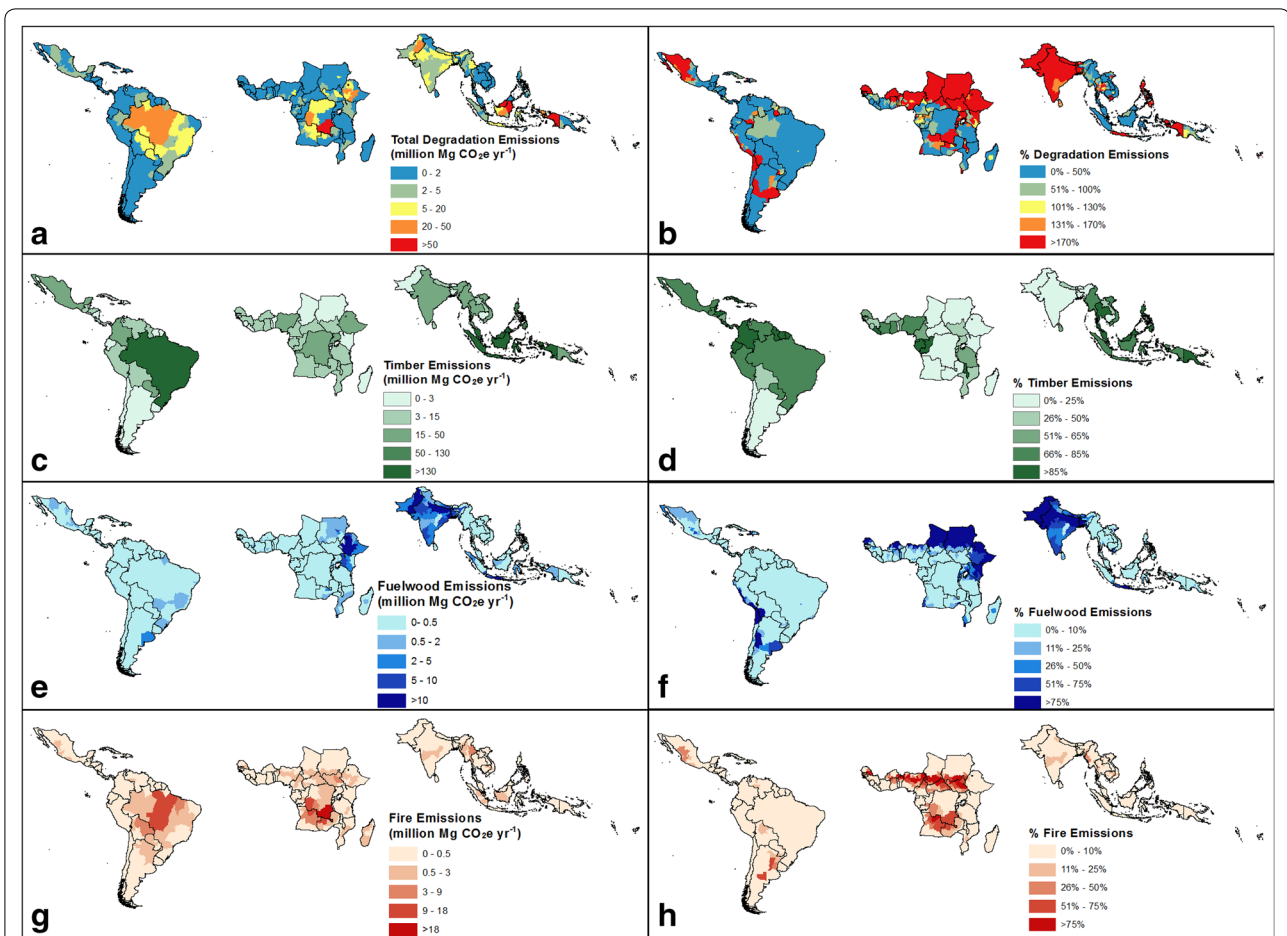 Total Degradation Emissions
(million Mg CO₂e yr⁻¹)
0 - 2
2 - 5
5 - 20
20 - 50
>50
a
% Degradation Emissions
0% - 50%
51% - 100%
101% - 130%
131% - 170%
>170%
b
Timber Emissions
(million Mg CO₂e yr⁻¹)
0 - 3
3 - 15
15 - 50
50 - 130
>130
c
% Timber Emissions
0% - 25%
26% - 50%
51% - 65%
66% - 85%
>85%
d
Fuelwood Emissions
(million Mg CO₂e yr⁻¹)
0- 0.5
0.5 - 2
2 - 5
5 - 10
>10
e
% Fuelwood Emissions
0% - 10%
11% - 25%
26% - 50%
51% - 75%
>75%
f
Fire Emissions
(million Mg CO₂e yr⁻¹)
0 - 0.5
0.5 - 3
3 - 9
9 - 18
>18
g
% Fire Emissions
0% - 10%
11% - 25%
26% - 50%
51% - 75%
>75%
h